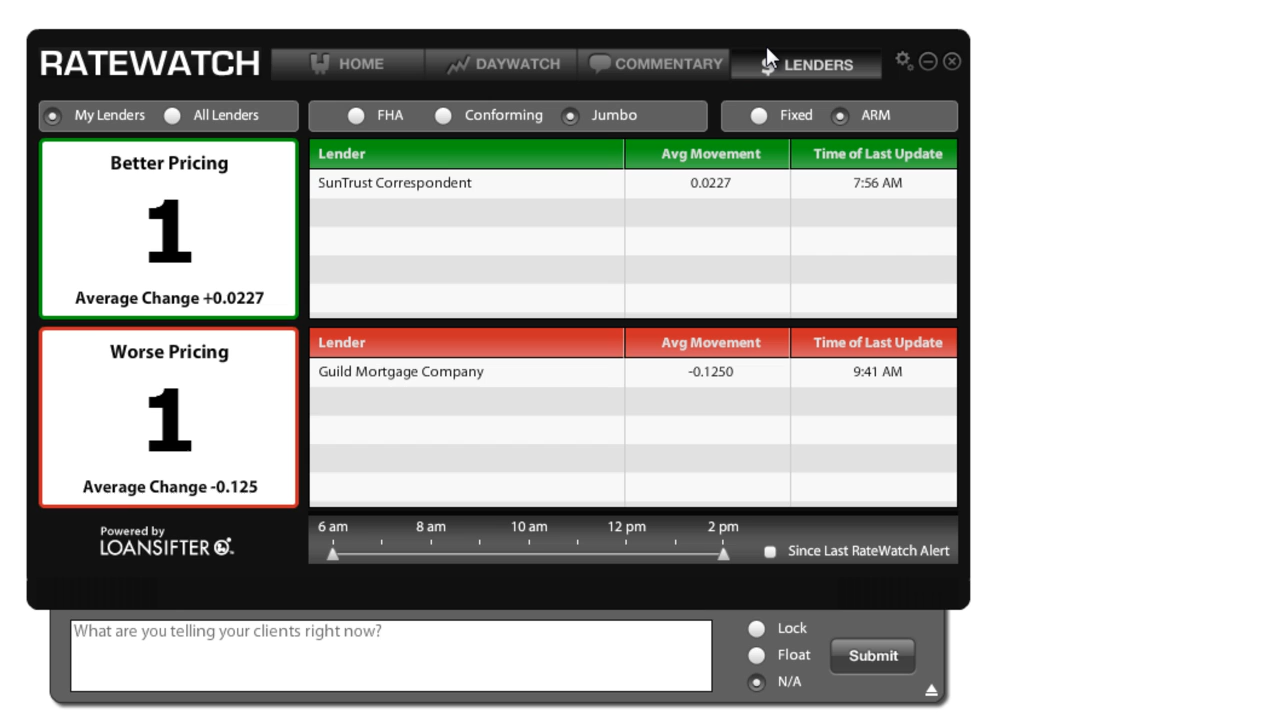 RATEWATCH HOME DAYWATCH COMMENTARY LENDERS
My Lenders All Lenders FHA Conforming Jumbo Fixed ARM
Better Pricing
1
Average Change +0.0227
Lender Avg Movement Time of Last Update
SunTrust Correspondent 0.0227 7:56 AM
Worse Pricing
1
Average Change -0.125
Lender Avg Movement Time of Last Update
Guild Mortgage Company -0.1250 9:41 AM
Powered by
LOANSIFTER
6 am 8 am 10 am 12 pm 2 pm
Since Last RateWatch Alert
What are you telling your clients right now?
Lock
Float
N/A
Submit